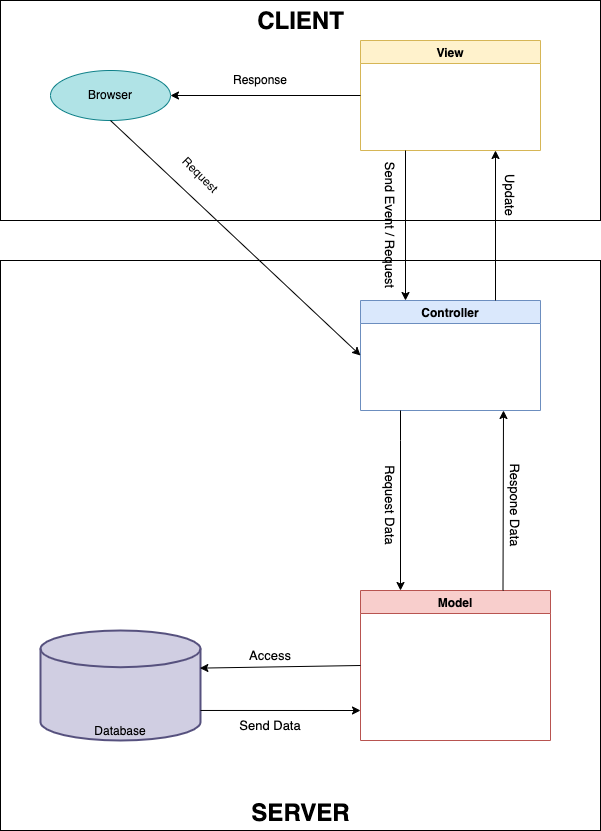 CLIENT
View
Response
Browser
Request
Send Event / Request
Update
Controller
Request Data
Respone Data
Model
Access
Database
Send Data
SERVER